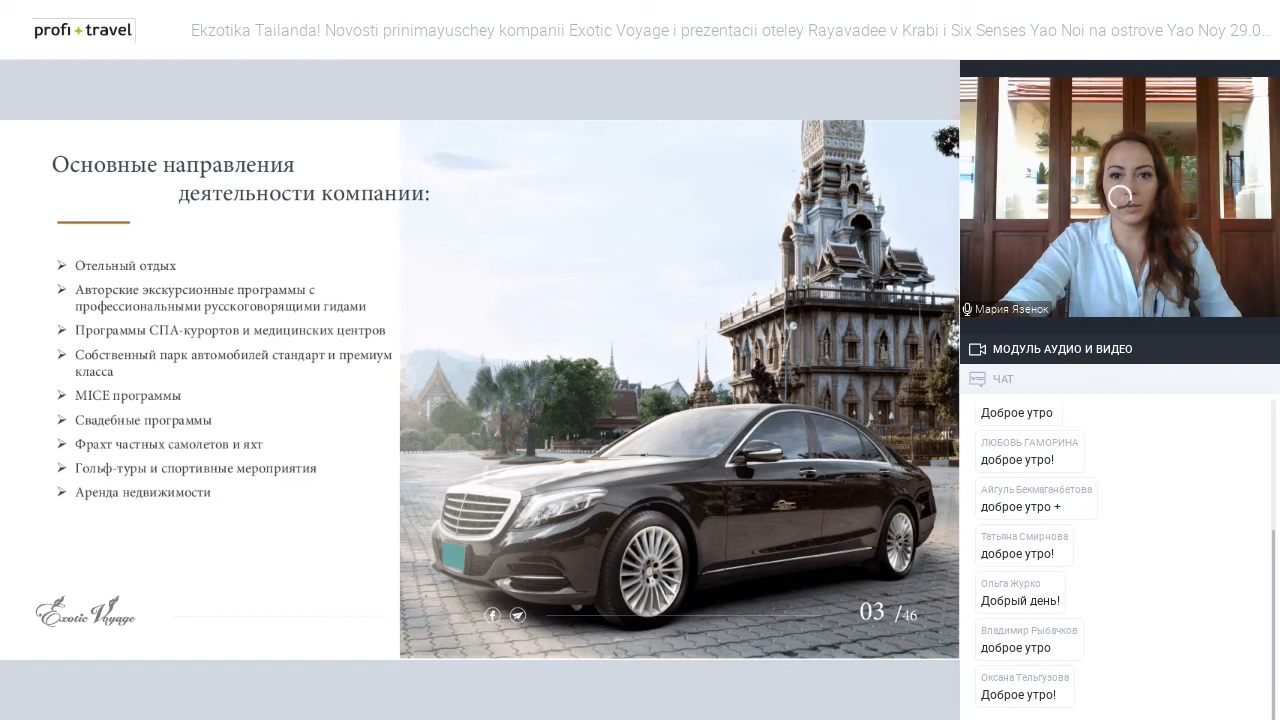 profi + travel
Ekzotika Tailanda! Novosti prinimayuschey kompanii Exotic Voyage i prezentacii oteley Rayavadee v Krabi i Six Senses Yao Noi na ostrove Yao Noy 29.0...
Основные направления
деятельности компании:
➢ Отельный отдых
➢ Авторские экскурсионные программы с
профессиональными русскоговорящими гидами
➢ Программы СПА-курортов и медицинских центров
➢ Собственный парк автомобилей стандарт и премиум
класса
➢ MICE программы
➢ Свадебные программы
➢ Фрахт частных самолетов и яхт
➢ Гольф-туры и спортивные мероприятия
➢ Аренда недвижимости
Exotic Voyage
03 /46
Мария Язенок
МОДУЛЬ АУДИО И ВИДЕО
ЧАТ
Доброе утро
ЛЮБОВЬ ГАМОРИНА
доброе утро!
Айгуль Бекмаганбетова
доброе утро +
Татьяна Смирнова
доброе утро!
Ольга Журко
Добрый день!
Владимир Рыбачков
доброе утро
Оксана Тельгузова
Доброе утро!